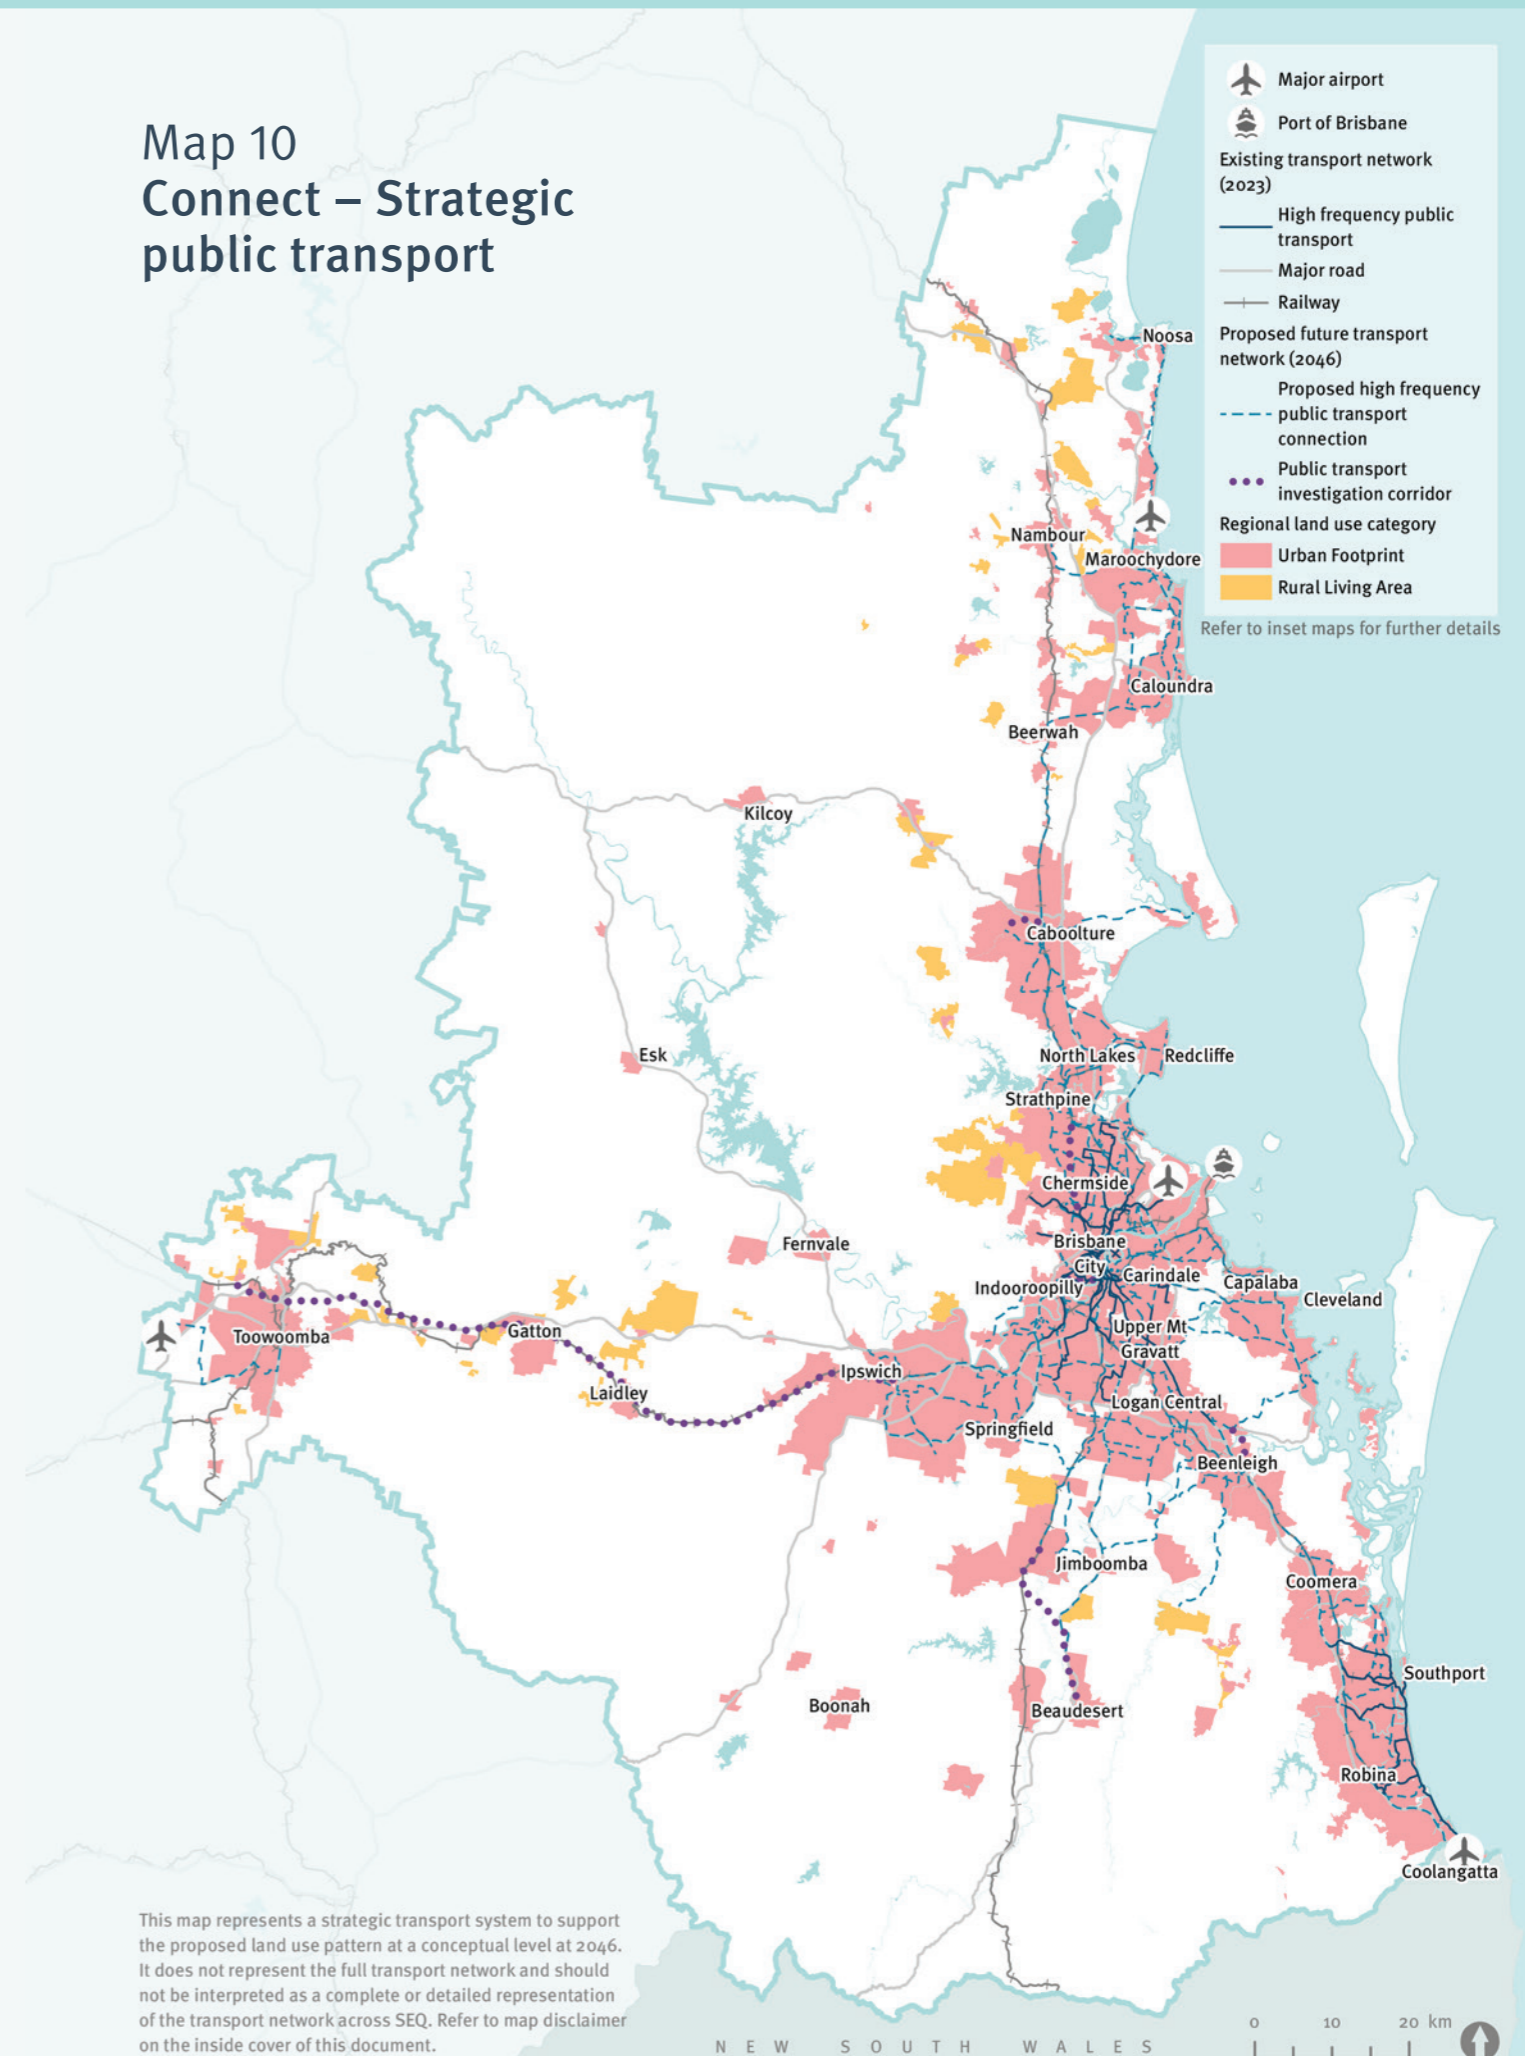 Map 10
Connect – Strategic
public transport
Major airport
Port of Brisbane
Existing transport network
(2023)
High frequency public
transport
Major road
Railway
Proposed future transport
network (2046)
Proposed high frequency
public transport
connection
Public transport
investigation corridor
Regional land use category
Urban Footprint
Rural Living Area
Refer to inset maps for further details
Noosa
Nambour
Maroochydore
Caloundra
Beerwah
Kilcoy
Caboolture
Esk
North Lakes
Redcliffe
Strathpine
Chermside
Fernvale
Brisbane
City
Indooroopilly
Carindale
Capalaba
Cleveland
Toowoomba
Gatton
Upper Mt
Gravatt
Ipswich
Laidley
Logan Central
Springfield
Beenleigh
Jimboomba
Coomera
Southport
Boonah
Beaudesert
Robina
Coolangatta
This map represents a strategic transport system to support
the proposed land use pattern at a conceptual level at 2046.
It does not represent the full transport network and should
not be interpreted as a complete or detailed representation
of the transport network across SEQ. Refer to map disclaimer
on the inside cover of this document.
NEW SOUTH WALES
0 10 20 km